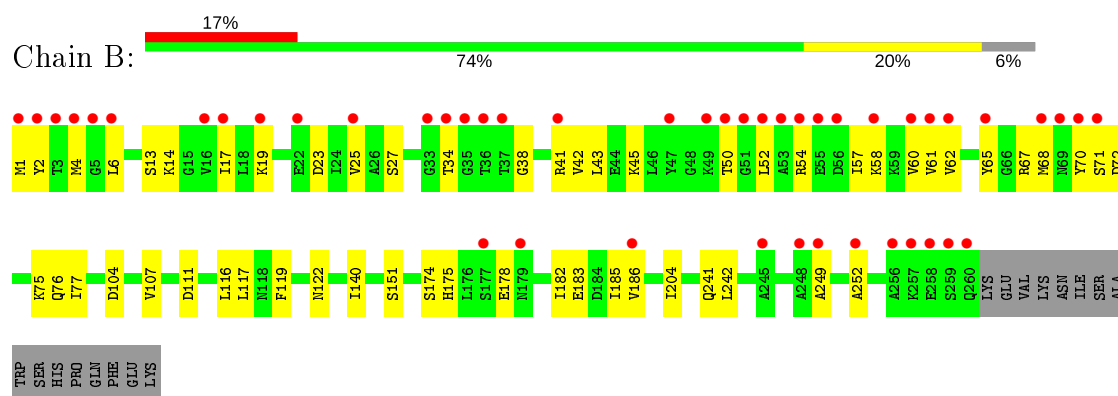 17%
Chain B:
74% 20% 6%
M1 Y2 T3 M4 G5 L6 S13 K14 G15 V16 I17 L18 K19 E22 D23 I24 V25 A26 S27 G33 T34 G35 T36 T37 G38 R41 V42 L43 E44 K45 L46 Y47 G48 K49 T50 G51 L52 A53 R54 E55 D56 I57 K58 K59 V60 V61 V62 Y65 G66 R67 M68 N69 Y70 S71 D72
K75 Q76 I77 D104 V107 D111 L116 L117 N118 F119 N122 I140 S151 S174 H175 L176 S177 E178 N179 I182 E183 D184 I185 V186 I204 Q241 L242 A245 A248 A249 A252 A256 K257 E258 S259 Q260 LYS GLU VAL LYS ASN ILE SER ALA
TRP SER HIS PRO GLN PHE GLU LYS